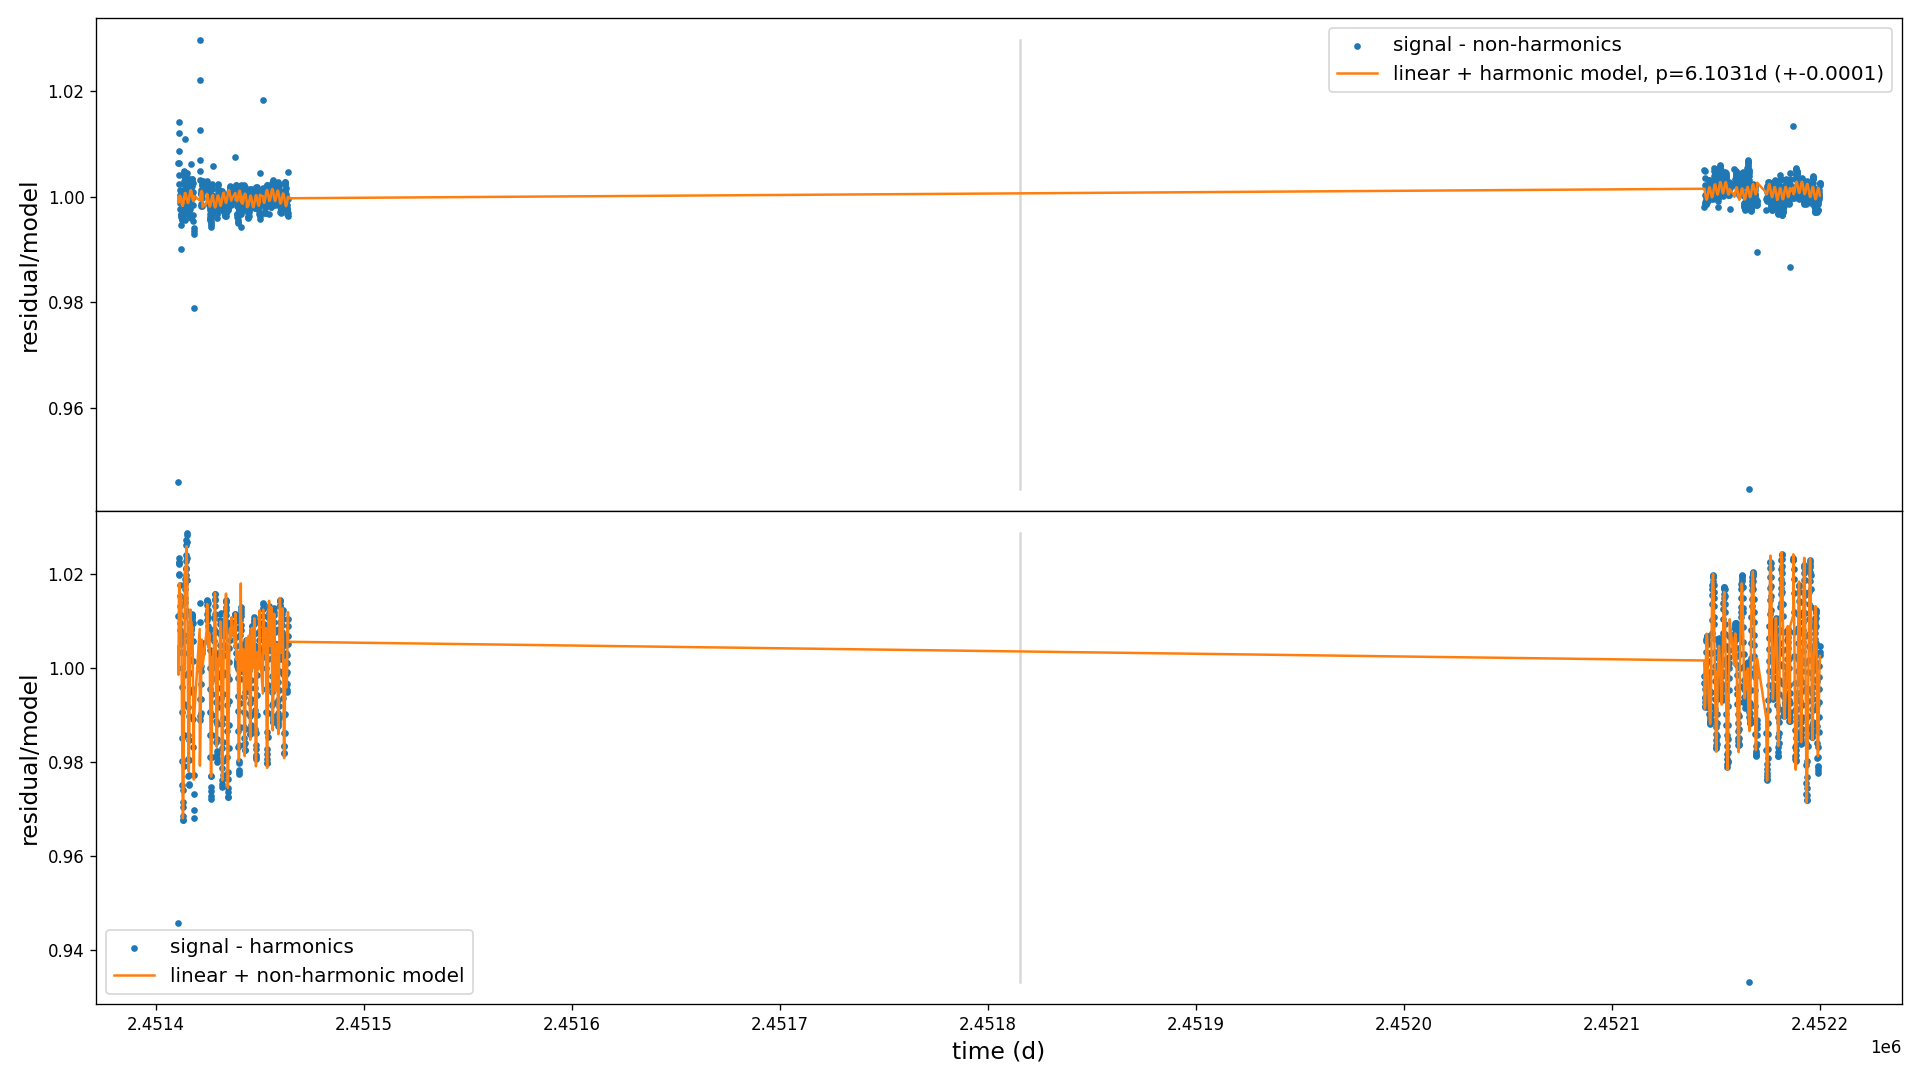 signal - non-harmonics
linear + harmonic model, p=6.1031d (+-0.0001)
1.02
1.00
0.98
0.96
residual/model
1.02
1.00
0.98
0.96
0.94
residual/model
signal - harmonics
linear + non-harmonic model
2.4514 2.4515 2.4516 2.4517 2.4518 2.4519 2.4520 2.4521 2.4522
time (d)
1e6